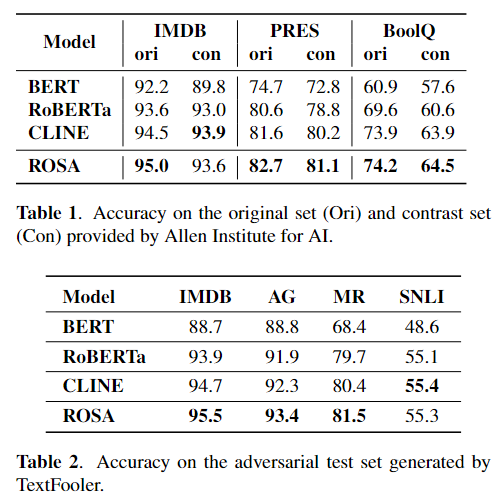 Model IMDB PRES BoolQ
ori con ori con ori con
BERT 92.2 89.8 74.7 72.8 60.9 57.6
RoBERTa 93.6 93.0 80.6 78.8 69.6 60.6
CLINE 94.5 93.9 81.6 80.2 73.9 63.9
ROSA 95.0 93.6 82.7 81.1 74.2 64.5
Table 1. Accuracy on the original set (Ori) and contrast set
(Con) provided by Allen Institute for AI.
Model IMDB AG MR SNLI
BERT 88.7 88.8 68.4 48.6
RoBERTa 93.9 91.9 79.7 55.1
CLINE 94.7 92.3 80.4 55.4
ROSA 95.5 93.4 81.5 55.3
Table 2. Accuracy on the adversarial test set generated by
TextFooler.